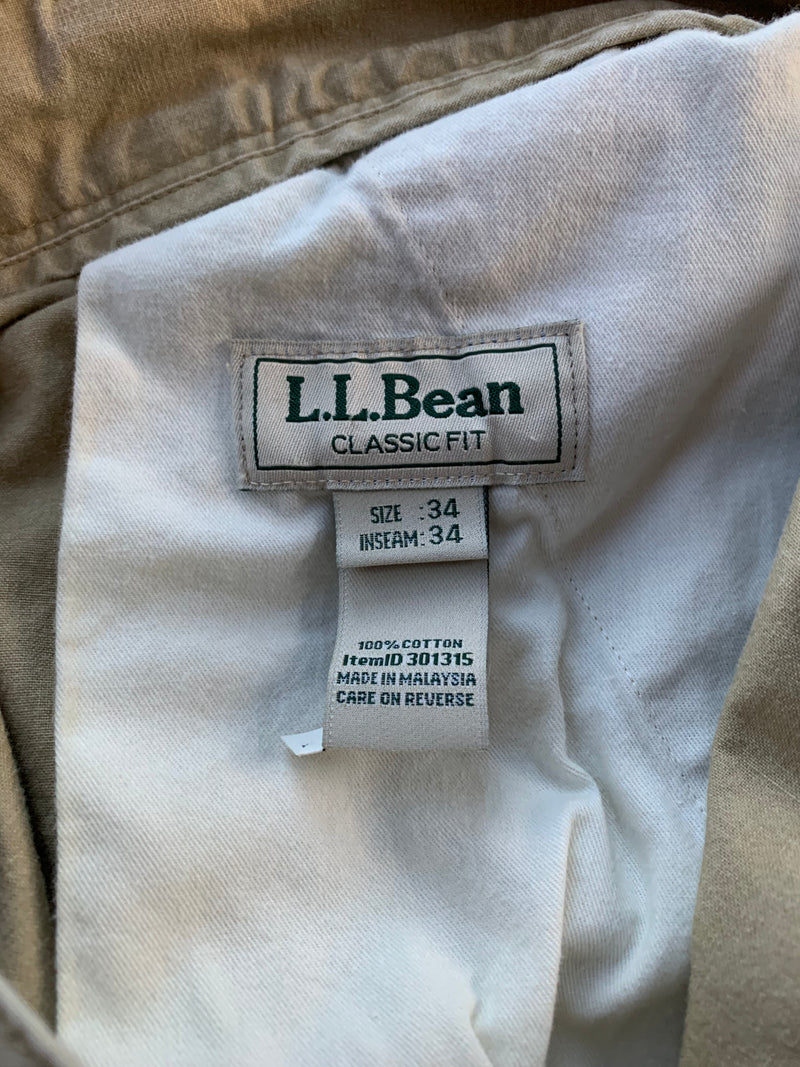 L.L.Bean
CLASSIC FIT
SIZE :34
INSEAM:34
100% COTTON
ItemID 301315
MADE IN MALAYSIA
CARE ON REVERSE